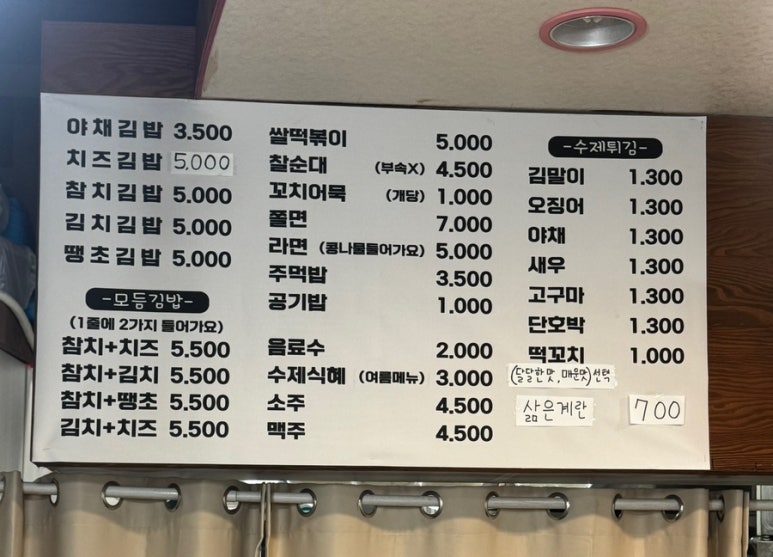 야채김밥 3.500
치즈김밥 5,000
참치김밥 5.000
김치김밥 5.000
땡초김밥 5.000
-모듬김밥-
(1줄에 2가지 들어가요)
참치+치즈 5.500
참치+김치 5.500
참치+땡초 5.500
김치+치즈 5.500
쌀떡볶이 5.000
찰순대 (부속X) 4.500
꼬치어묵 (개당) 1.000
쫄면 7.000
라면 (콩나물들어가요) 5.000
주먹밥 3.500
공기밥 1.000
음료수 2.000
수제식혜 (여름메뉴) 3.000
소주 4.500
맥주 4.500
-수제튀김-
김말이 1.300
오징어 1.300
야채 1.300
새우 1.300
고구마 1.300
단호박 1.300
떡꼬치 1.000
(달달한맛, 매운맛)선택
삶은계란 700